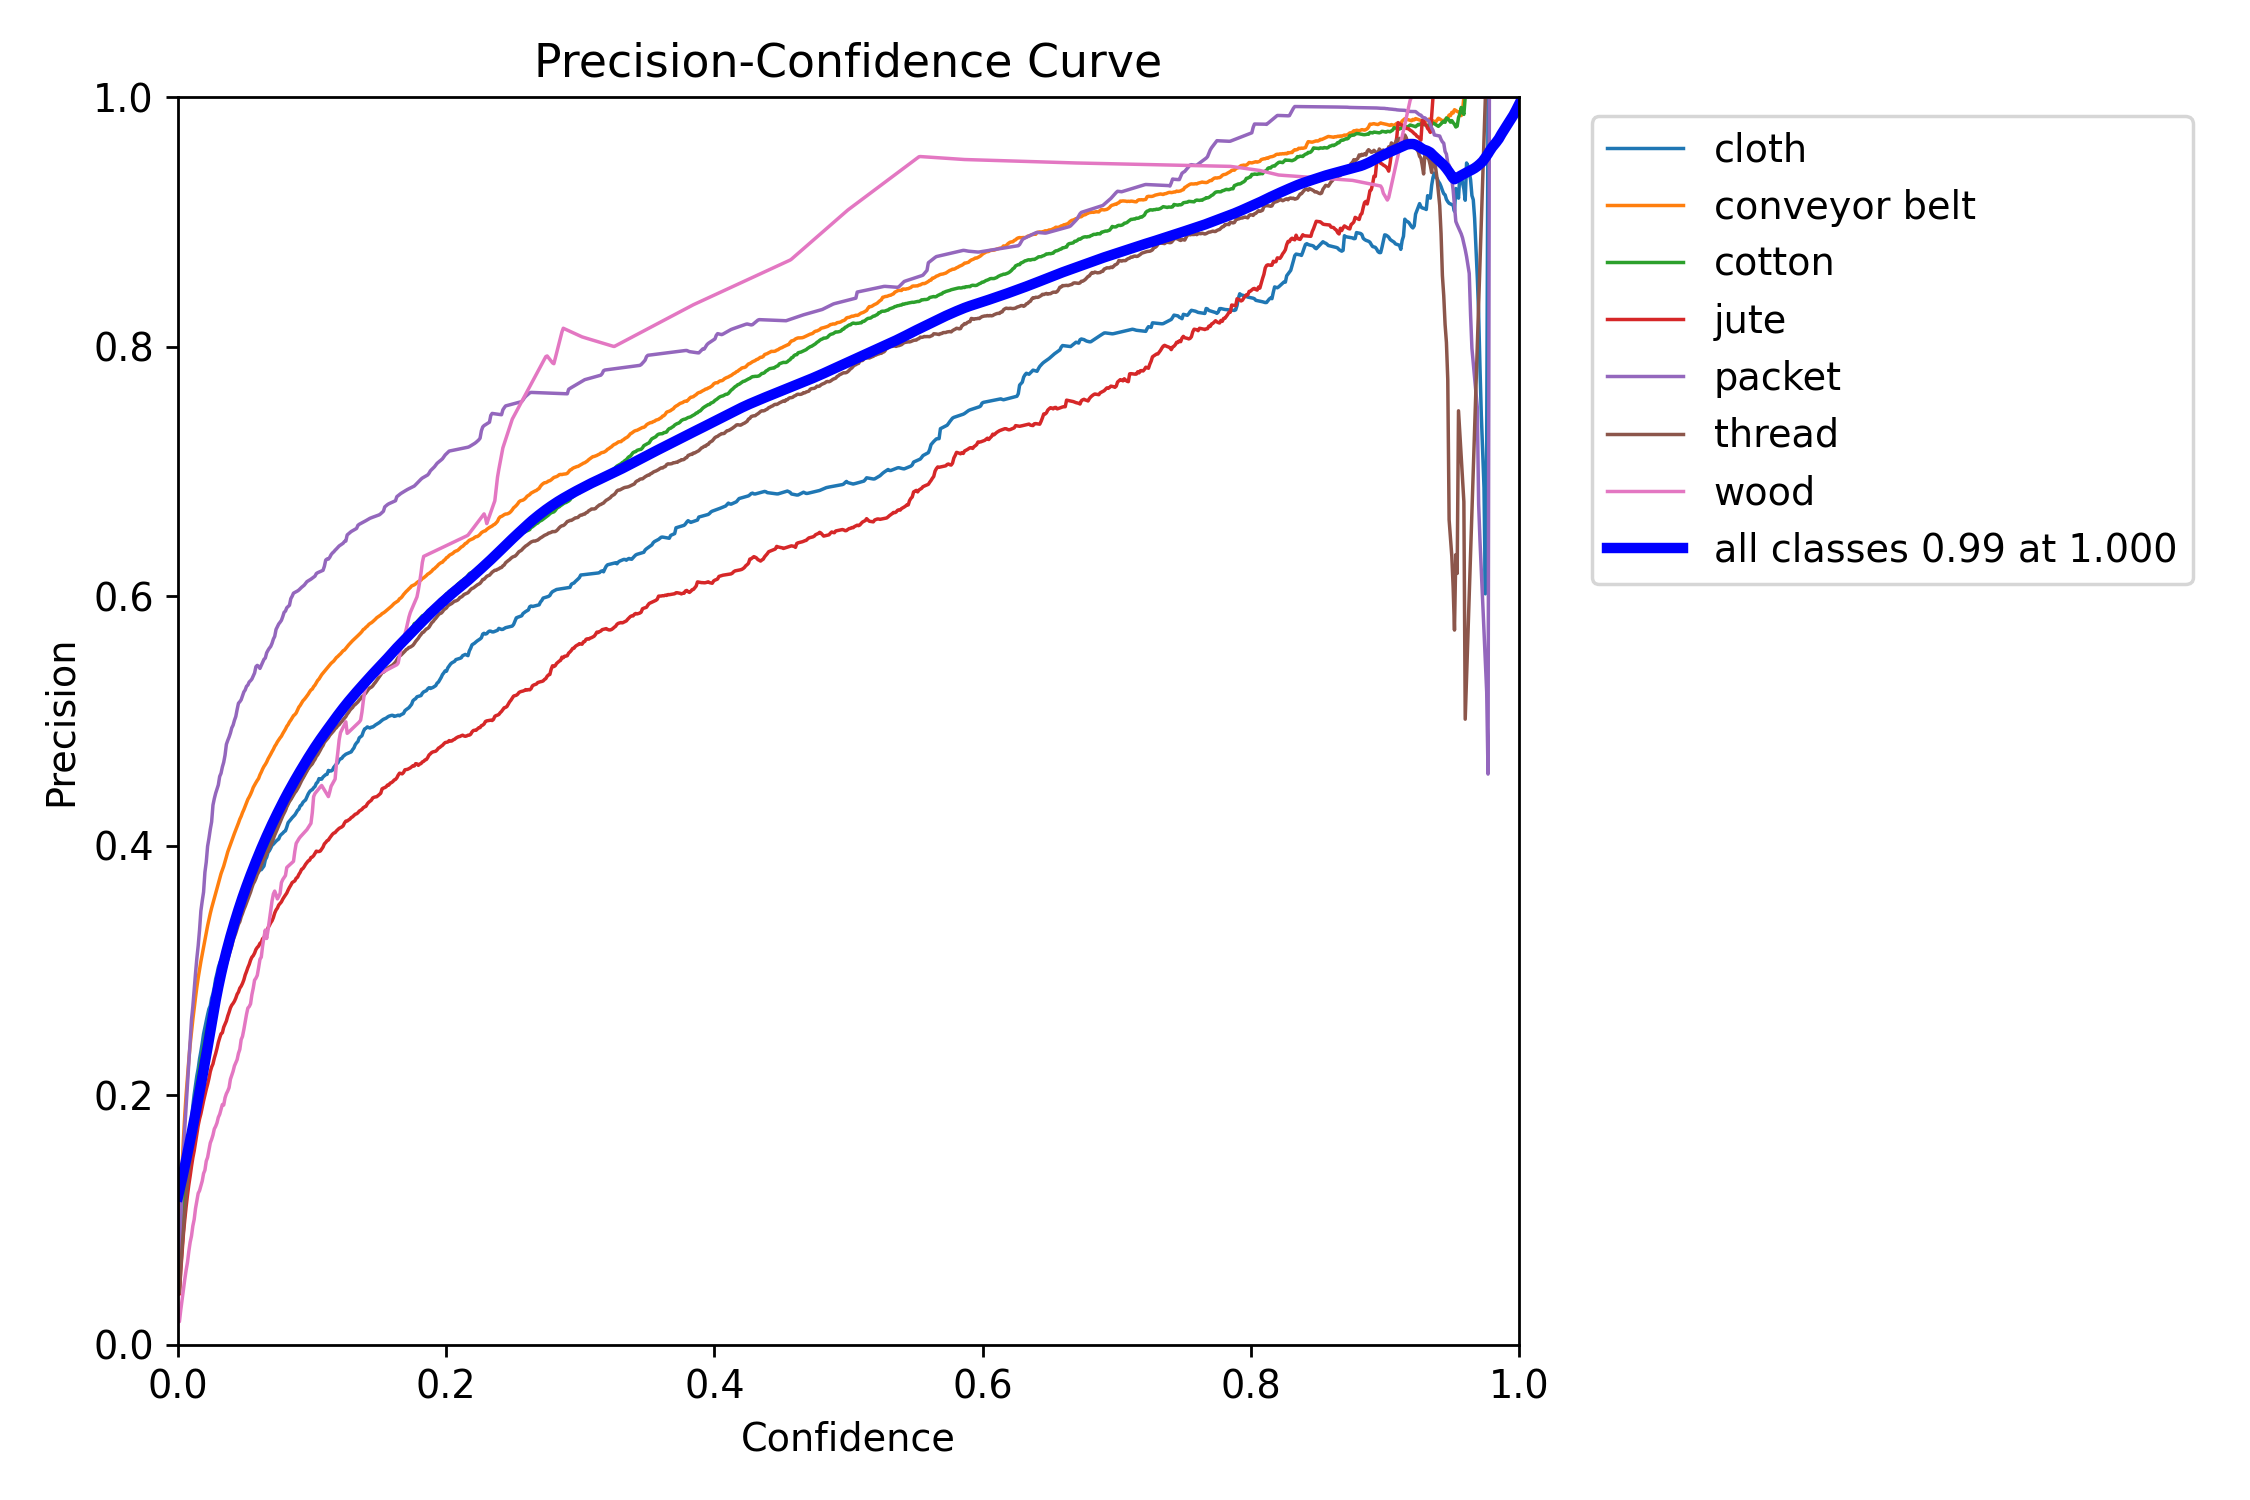 Precision-Confidence Curve
1.0
0.8
0.6
0.4
0.2
0.0
Precision
0.0 0.2 0.4 0.6 0.8 1.0
Confidence
cloth
conveyor belt
cotton
jute
packet
thread
wood
all classes 0.99 at 1.000